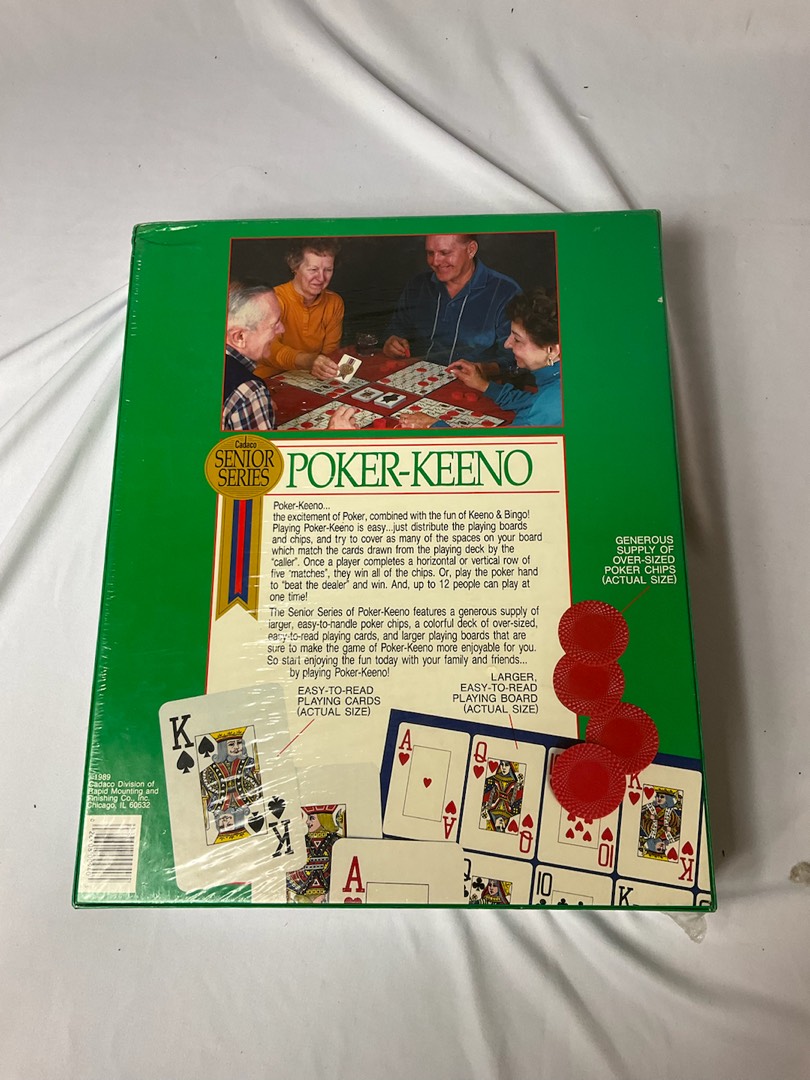 Cadaco
SENIOR
SERIES
POKER-KEENO
Poker-Keeno...
the excitement of Poker, combined with the fun of Keeno & Bingo!
Playing Poker-Keeno is easy...just distribute the playing boards
and chips, and try to cover as many of the spaces on your board
which match the cards drawn from the playing deck by the
"caller". Once a player completes a horizontal or vertical row of
five "matches", they win all of the chips. Or, play the poker hand
to "beat the dealer" and win. And, up to 12 people can play at
one time!
The Senior Series of Poker-Keeno features a generous supply of
larger, easy-to-handle poker chips, a colorful deck of over-sized,
easy-to-read playing cards, and larger playing boards that are
sure to make the game of Poker-Keeno more enjoyable for you.
So start enjoying the fun today with your family and friends...
by playing Poker-Keeno!
GENEROUS
SUPPLY OF
OVER-SIZED
POKER CHIPS
(ACTUAL SIZE)
EASY-TO-READ
PLAYING CARDS
(ACTUAL SIZE)
LARGER,
EASY-TO-READ
PLAYING BOARD
(ACTUAL SIZE)
K
K
A
A
A
Q
Q
10
K
K
10
K
©1989
Cadaco Division of
Rapid Mounting and
Finishing Co., Inc.
Chicago, IL 60632